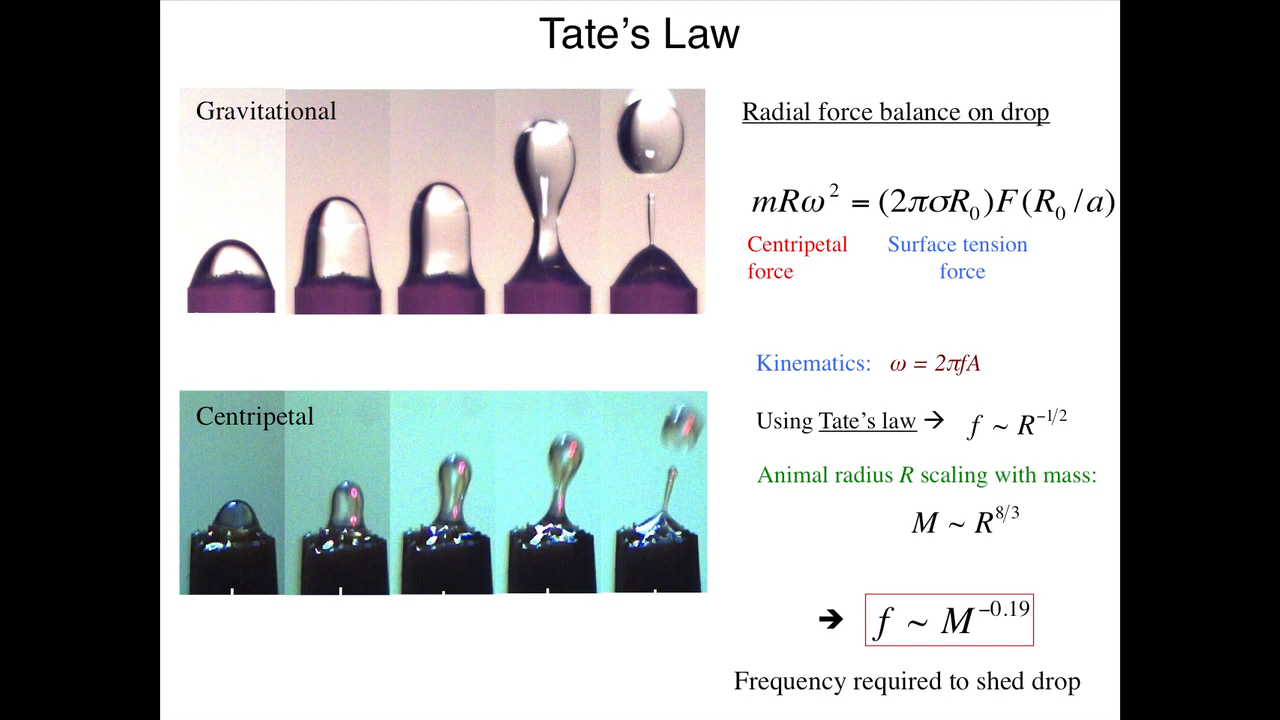 Tate's Law
Gravitational
Centripetal
Radial force balance on drop
mRω² = (2πσR₀)F(R₀/a)
Centripetal
force
Surface tension
force
Kinematics: ω = 2πfA
Using Tate's law → f ~ R⁻¹/²
Animal radius R scaling with mass:
M ~ R⁸/³
→ f ~ M⁻⁰·¹⁹
Frequency required to shed drop